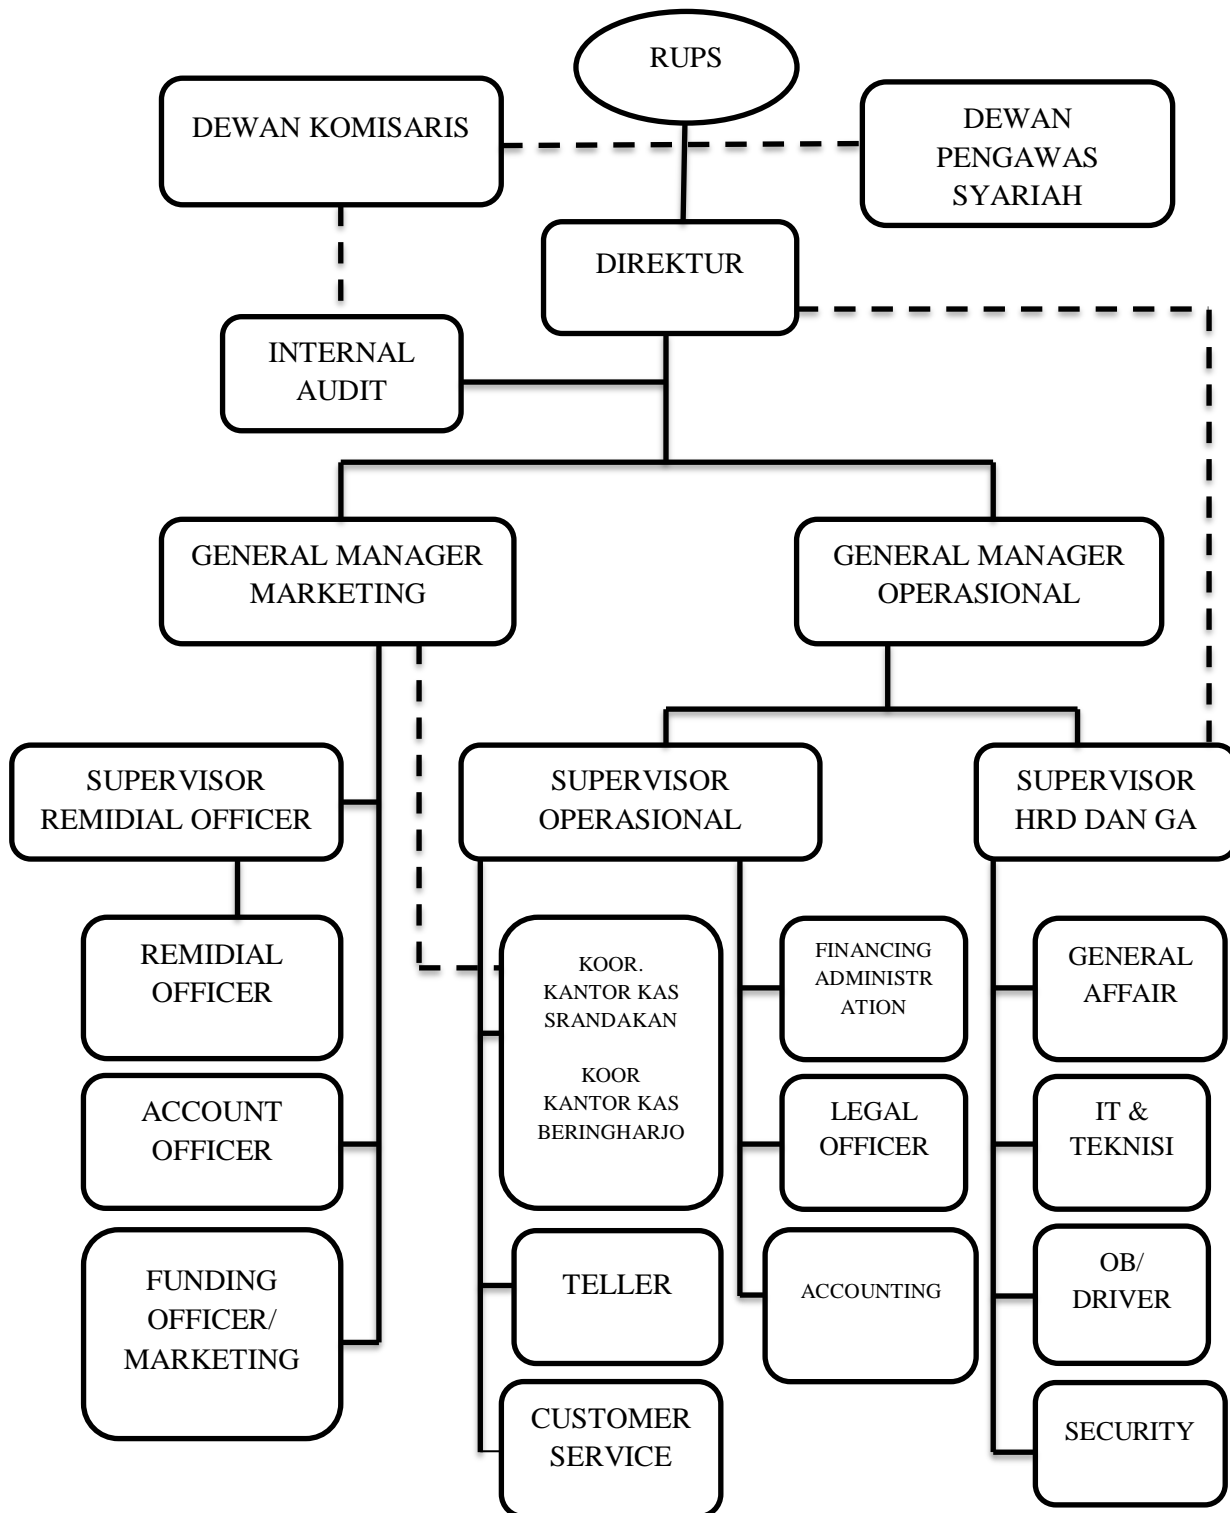 RUPS
DEWAN KOMISARIS
DEWAN
PENGAWAS
SYARIAH
DIREKTUR
INTERNAL
AUDIT
GENERAL MANAGER
MARKETING
GENERAL MANAGER
OPERASIONAL
SUPERVISOR
REMIDIAL OFFICER
SUPERVISOR
OPERASIONAL
SUPERVISOR
HRD DAN GA
REMIDIAL
OFFICER
KOOR.
KANTOR KAS
SRANDAKAN
KOOR
KANTOR KAS
BERINGHARJO
FINANCING
ADMINISTR
ATION
GENERAL
AFFAIR
ACCOUNT
OFFICER
LEGAL
OFFICER
IT &
TEKNISI
FUNDING
OFFICER/
MARKETING
TELLER
ACCOUNTING
OB/
DRIVER
CUSTOMER
SERVICE
SECURITY